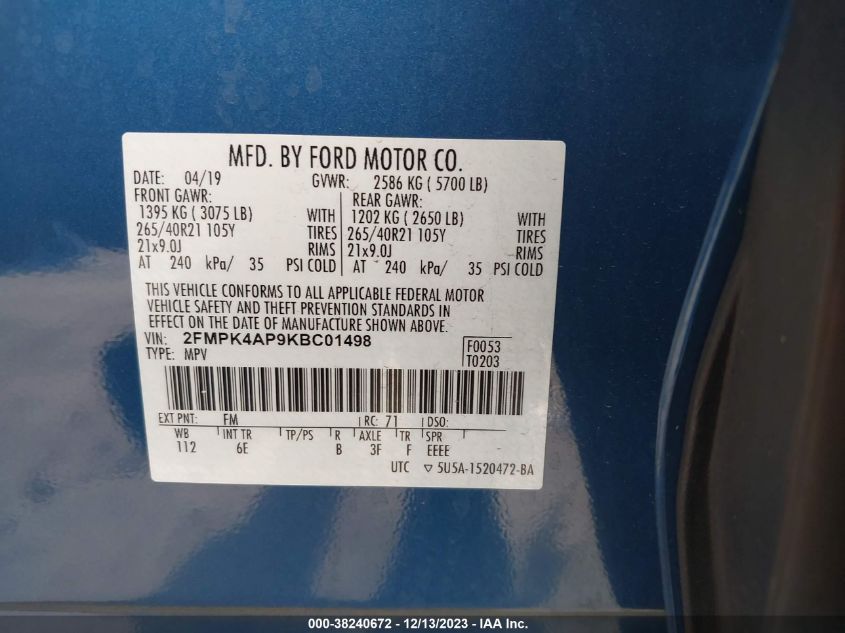 MFD. BY FORD MOTOR CO.
DATE: 04/19 GVWR: 2586 KG ( 5700 LB)
FRONT GAWR: REAR GAWR:
1395 KG ( 3075 LB) WITH 1202 KG ( 2650 LB) WITH
265/40R21 105Y TIRES 265/40R21 105Y TIRES
21x9.0J RIMS 21x9.0J RIMS
AT 240 kPa/ 35 PSI COLD AT 240 kPa/ 35 PSI COLD
THIS VEHICLE CONFORMS TO ALL APPLICABLE FEDERAL MOTOR
VEHICLE SAFETY AND THEFT PREVENTION STANDARDS IN
EFFECT ON THE DATE OF MANUFACTURE SHOWN ABOVE.
VIN: 2FMPK4AP9KBC01498 F0053
TYPE: MPV T0203
EXT PNT: FM RC: 71 DSO:
WB INT TR TP/PS R AXLE TR SPR
112 6E B 3F F EEEE
UTC ▽ 5U5A-1520472-BA
000-38240672 - 12/13/2023 - USA, INC.